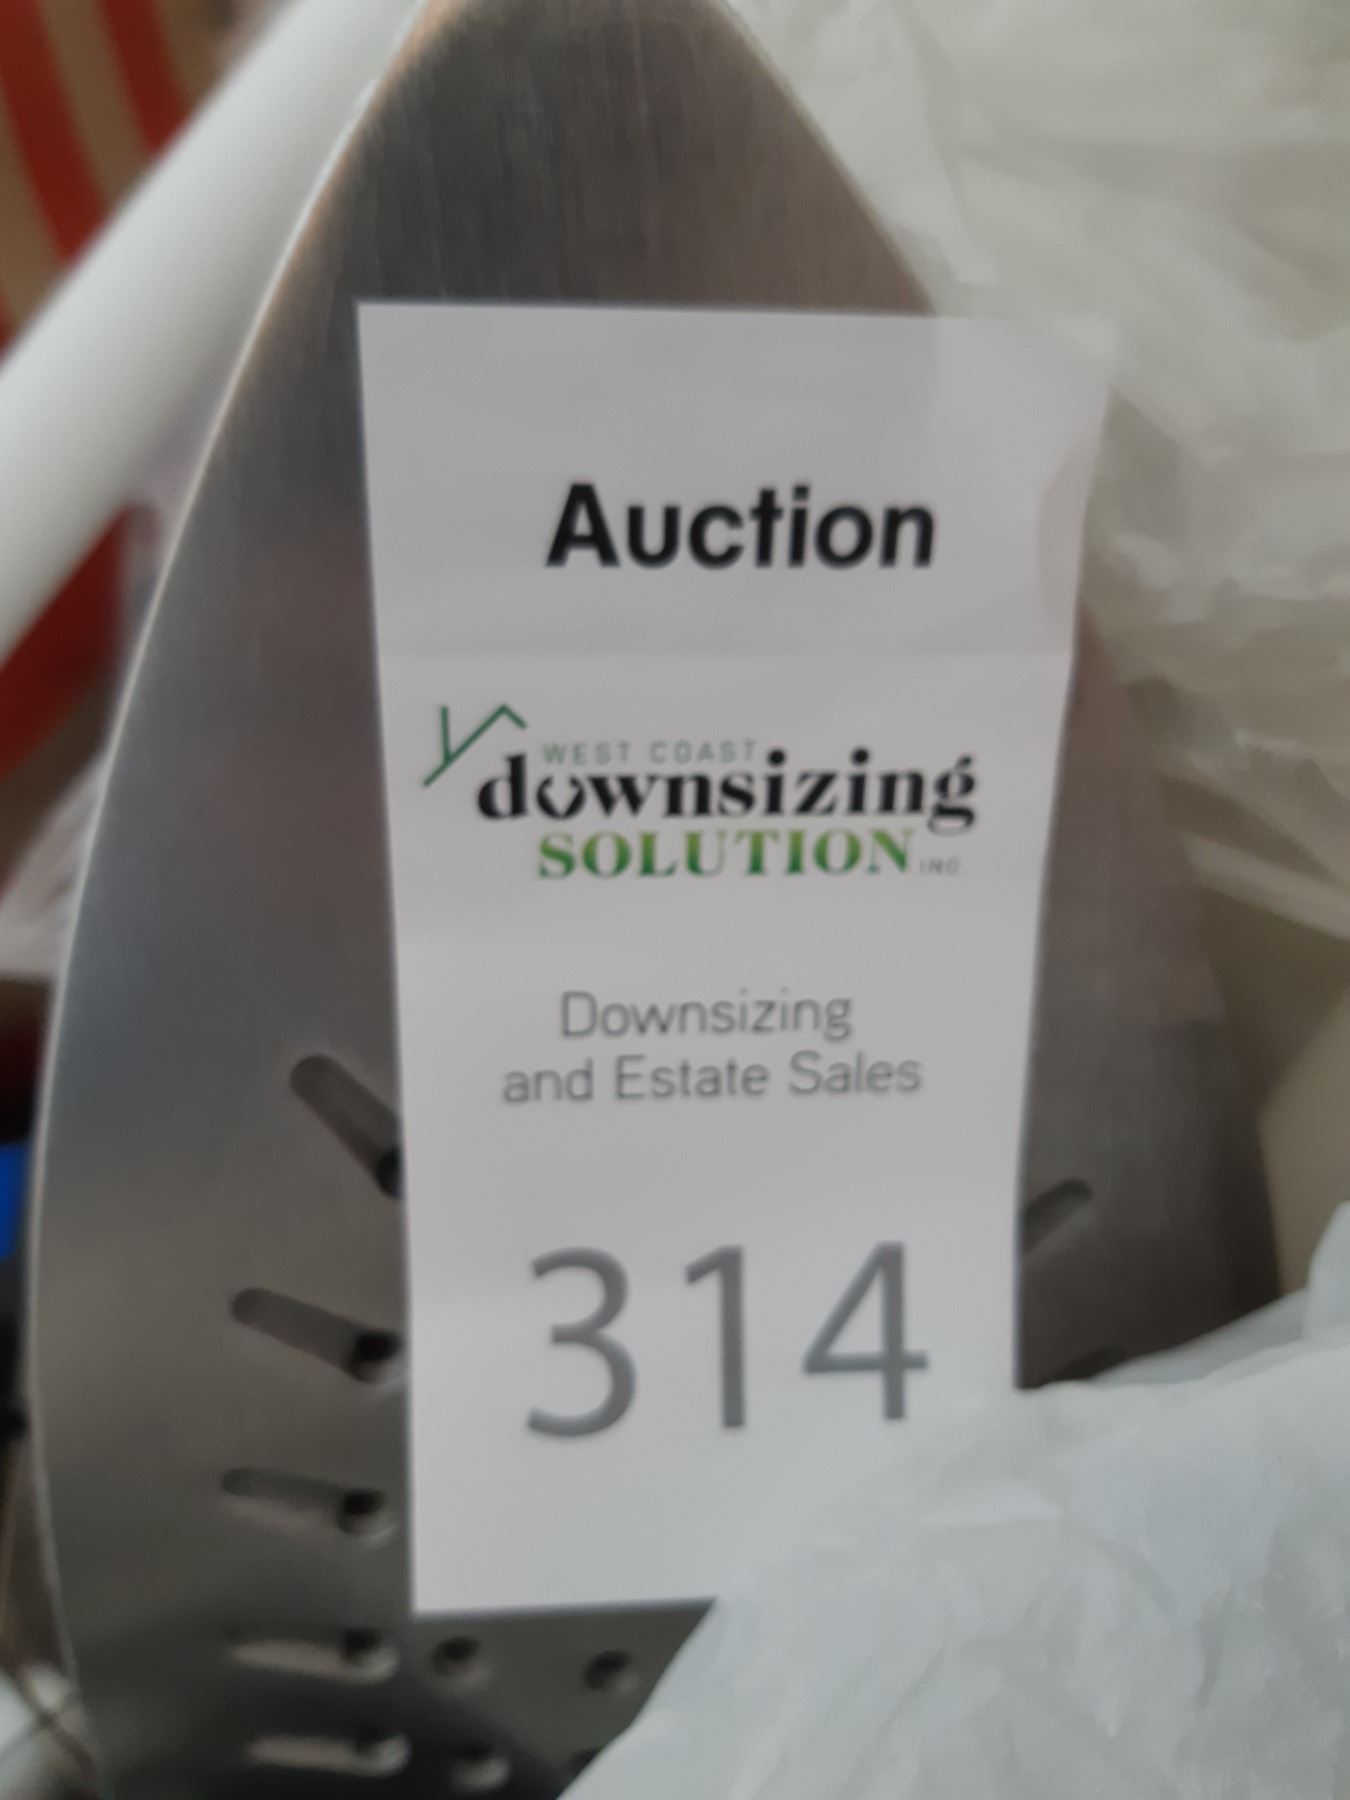 Auction
WEST COAST
downsizing
SOLUTION INC.
Downsizing
and Estate Sales
314